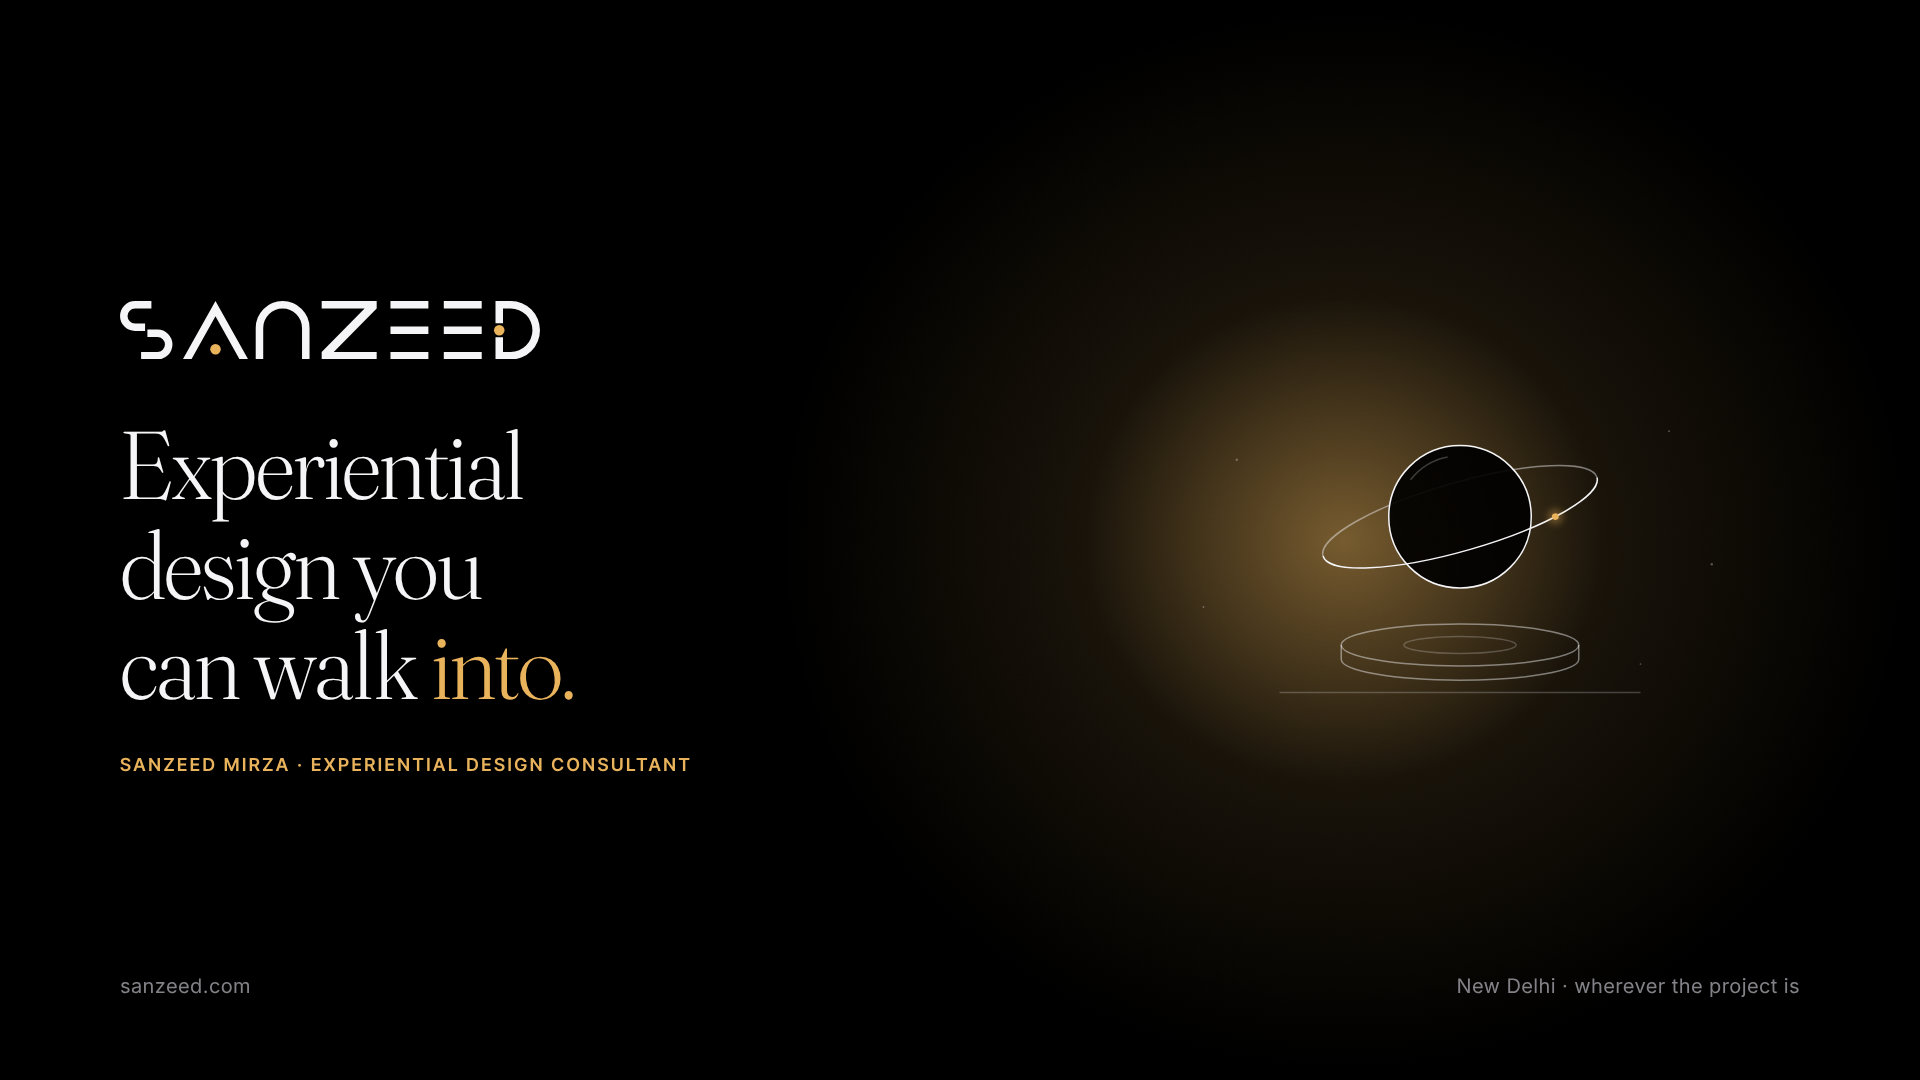 SANZEED
Experiential
design you
can walk into.
SANZEED MIRZA · EXPERIENTIAL DESIGN CONSULTANT
sanzeed.com
New Delhi · wherever the project is